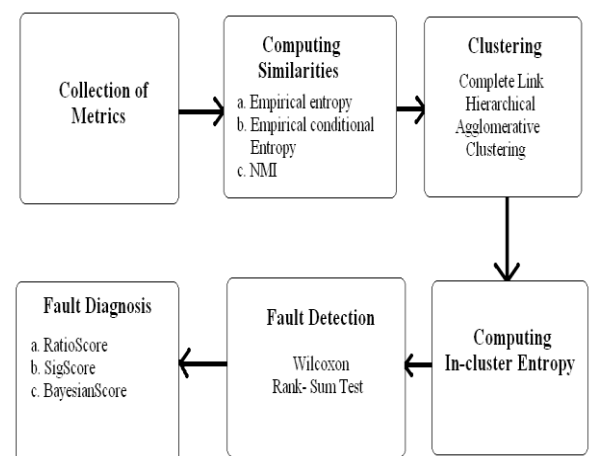 Collection of
Metrics
Computing
Similarities
a. Empirical entropy
b. Empirical conditional
Entropy
c. NMI
Clustering
Complete Link
Hierarchical
Agglomerative
Clustering
Computing
In-cluster Entropy
Fault Detection
Wilcoxon
Rank- Sum Test
Fault Diagnosis
a. RatioScore
b. SigScore
c. BayesianScore